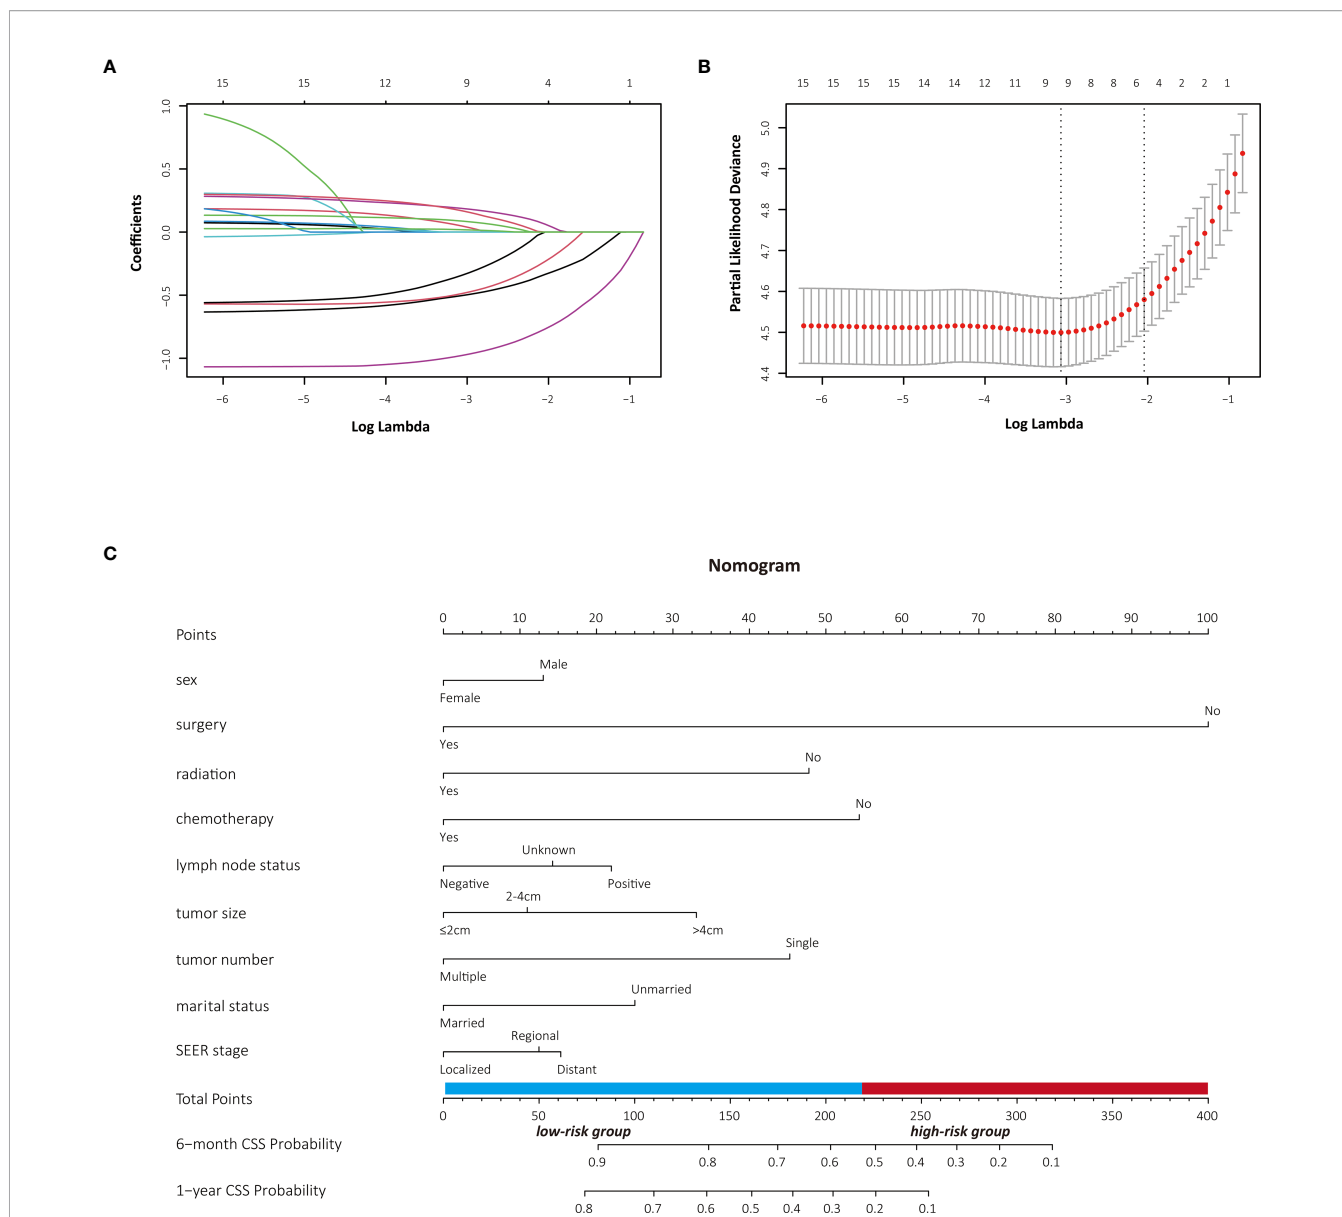 A
15 15 12 9 4 1
1.0
0.5
0.0
−0.5
−1.0
Coefficients
−6 −5 −4 −3 −2 −1
Log Lambda
B
15 15 15 15 14 14 12 11 9 9 8 8 6 4 2 2 1
5.0
4.9
4.8
4.7
4.6
4.5
4.4
Partial Likelihood Deviance
−6 −5 −4 −3 −2 −1
Log Lambda
C
Nomogram
0 10 20 30 40 50 60 70 80 90 100
Points
Male
sex
Female
No
surgery
Yes
No
radiation
Yes
No
chemotherapy
Yes
Unknown
lymph node status
Negative Positive
2-4cm
tumor size
≤2cm >4cm
Single
tumor number
Multiple
Unmarried
marital status
Married
Regional
SEER stage
Localized Distant
Total Points
0 50 100 150 200 250 300 350 400
low-risk group high-risk group
6−month CSS Probability
0.9 0.8 0.7 0.6 0.5 0.4 0.3 0.2 0.1
1−year CSS Probability
0.8 0.7 0.6 0.5 0.4 0.3 0.2 0.1